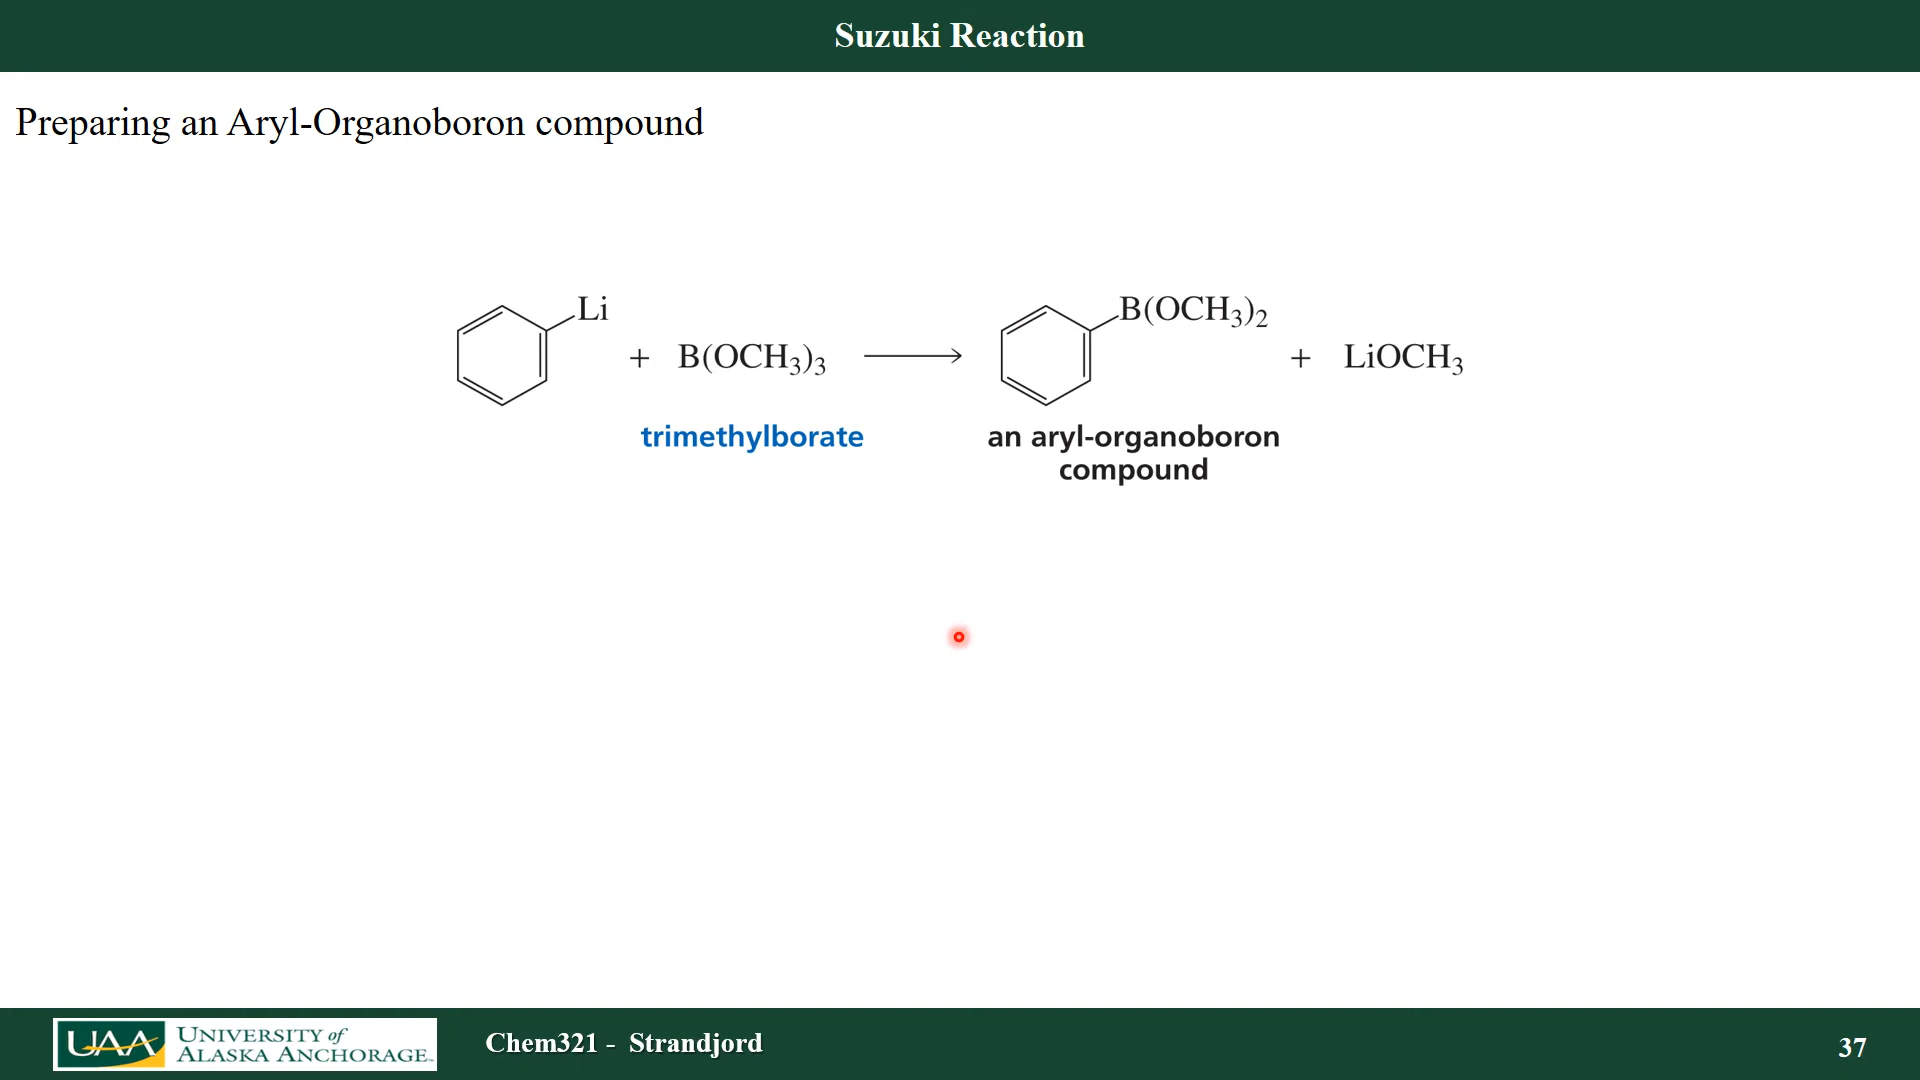 Suzuki Reaction
Preparing an Aryl-Organoboron compound
Li + B(OCH₃)₃ ⟶ B(OCH₃)₂ + LiOCH₃
trimethylborate
an aryl-organoboron
compound
UAA UNIVERSITY of
ALASKA ANCHORAGE
Chem321 - Strandjord
37